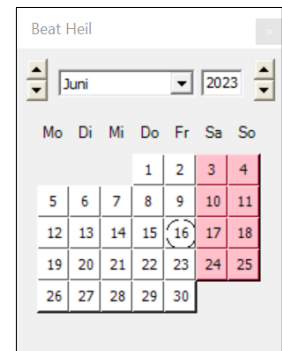 Beat Heil
x
Juni 2023
Mo Di Mi Do Fr Sa So
1 2 3 4
5 6 7 8 9 10 11
12 13 14 15 16 17 18
19 20 21 22 23 24 25
26 27 28 29 30